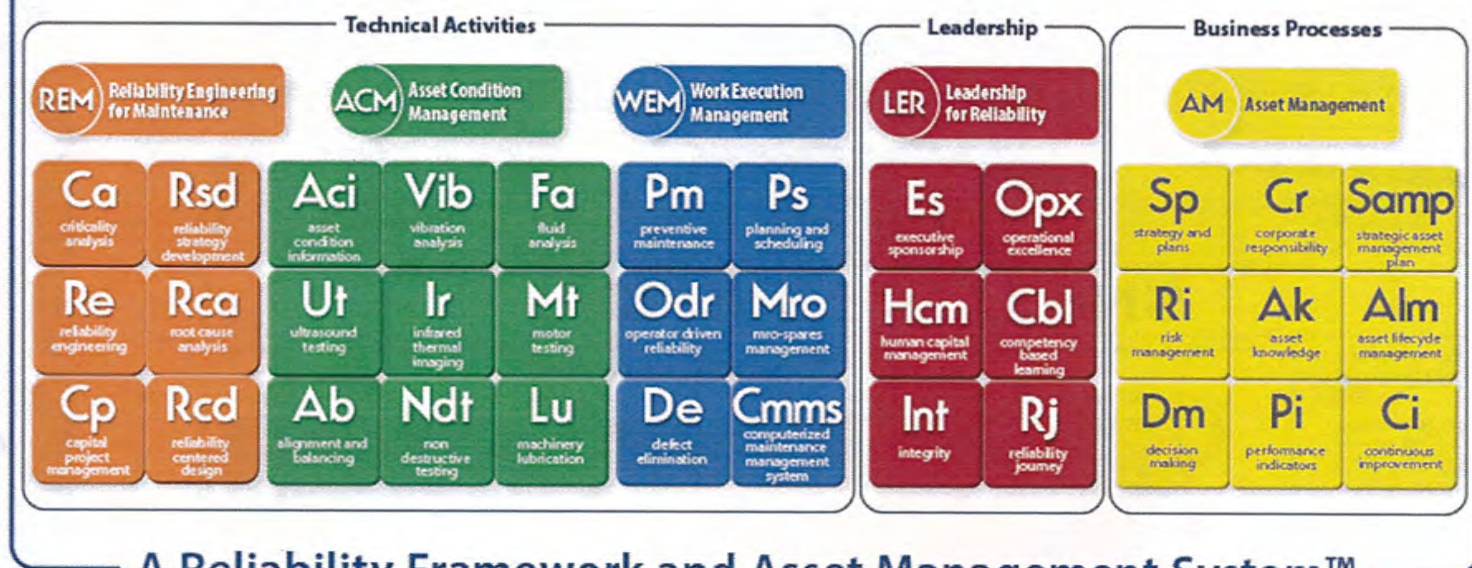 Technical Activities
Leadership
Business Processes
REM
Reliability Engineering
for Maintenance
ACM
Asset Condition
Management
WEM
Work Execution
Management
LER
Leadership
for Reliability
AM
Asset Management
Ca
criticality
analysis
Rsd
reliability
strategy
development
Aci
asset
condition
information
Vib
vibration
analysis
Fa
fluid
analysis
Pm
preventive
maintenance
Ps
planning and
scheduling
Es
executive
sponsorship
Opx
operational
excellence
Sp
strategy and
plans
Cr
corporate
responsibility
Samp
strategic asset
management
plan
Re
reliability
engineering
Rca
root cause
analysis
Ut
ultrasound
testing
Ir
infrared
thermal
imaging
Mt
motor
testing
Odr
operator driven
reliability
Mro
mro-spares
management
Hcm
human capital
management
Cbl
competency
based
learning
Ri
risk
management
Ak
asset
knowledge
Alm
asset lifecycle
management
Cp
capital
project
management
Rcd
reliability
centered
design
Ab
alignment and
balancing
Ndt
non
destructive
testing
Lu
machinery
lubrication
De
defect
elimination
Cmms
computerized
maintenance
management
system
Int
integrity
Rj
reliability
journey
Dm
decision
making
Pi
performance
indicators
Ci
continuous
improvement
A Reliability Framework and Asset Management System™